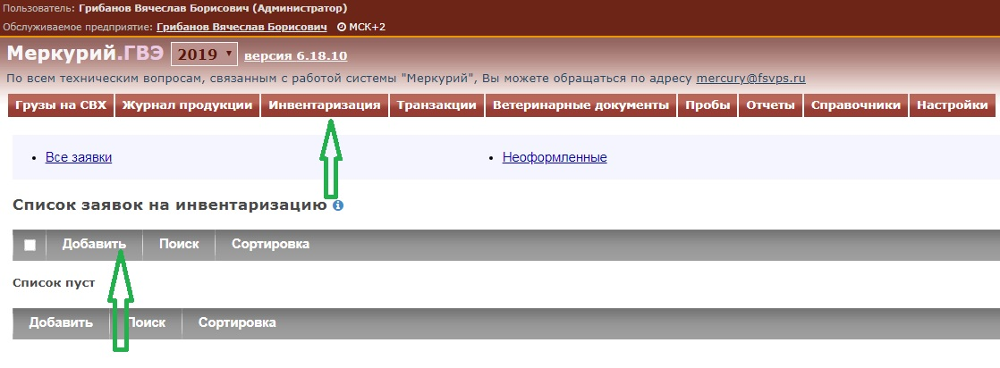 Пользователь: Грибанов Вячеслав Борисович (Администратор)
Обслуживаемое предприятие: Грибанов Вячеслав Борисович МСК+2
Меркурий.ГВЭ 2019 версия 6.18.10
По всем техническим вопросам, связанным с работой системы "Меркурий", Вы можете обращаться по адресу mercury@fsvps.ru
Грузы на СВХ Журнал продукции Инвентаризация Транзакции Ветеринарные документы Пробы Отчеты Справочники Настройки
Все заявки Неоформленные
Список заявок на инвентаризацию
Добавить Поиск Сортировка
Список пуст
Добавить Поиск Сортировка